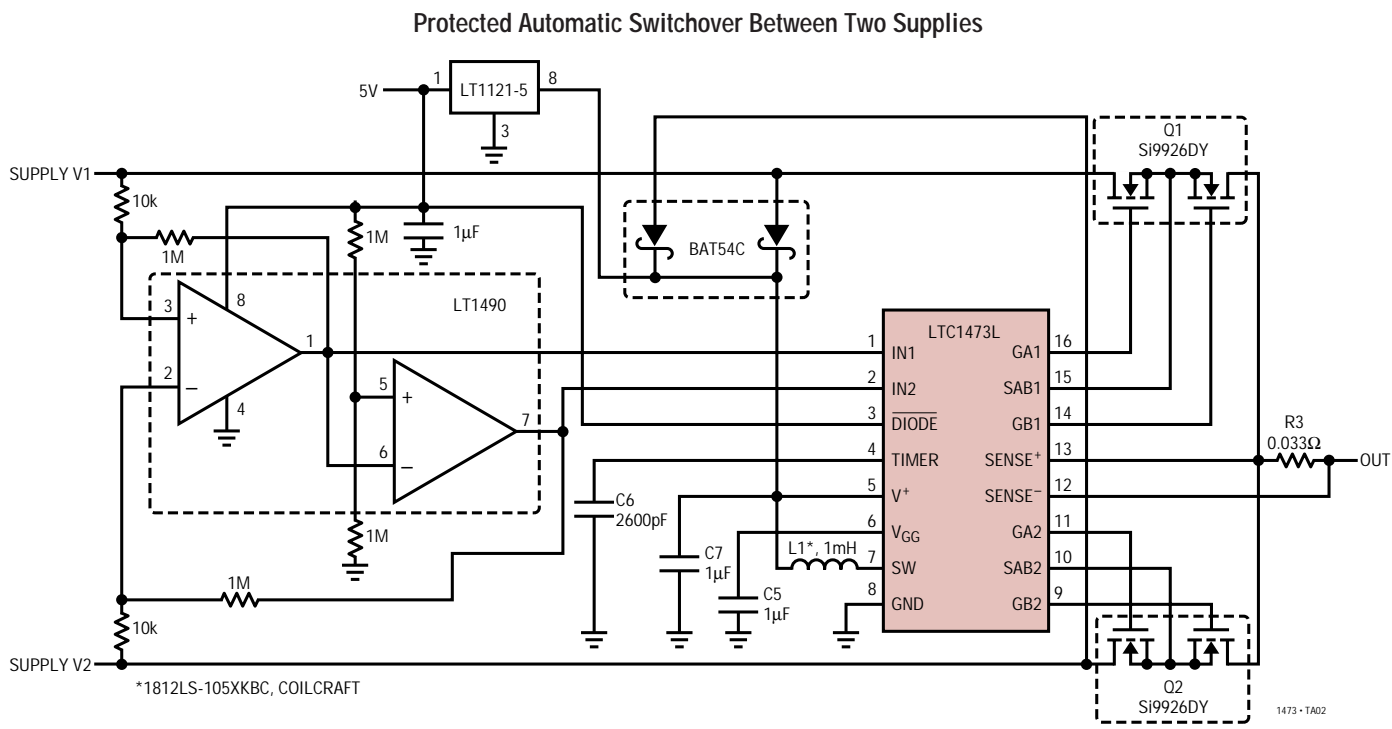 Protected Automatic Switchover Between Two Supplies
5V
1
LT1121-5
8
3
SUPPLY V1
10k
1M
1M
1µF
BAT54C
Q1
Si9926DY
LT1490
3
+
8
2
–
4
1
5
+
6
–
7
LTC1473L
1
IN1
2
IN2
3
DIODE
4
TIMER
5
V+
6
VGG
7
SW
8
GND
GA1
16
SAB1
15
GB1
14
SENSE+
13
SENSE–
12
GA2
11
SAB2
10
GB2
9
R3
0.033Ω
OUT
C6
2600pF
C7
1µF
C5
1µF
L1*, 1mH
1M
1M
10k
SUPPLY V2
*1812LS-105XKBC, COILCRAFT
Q2
Si9926DY
1473 • TA02